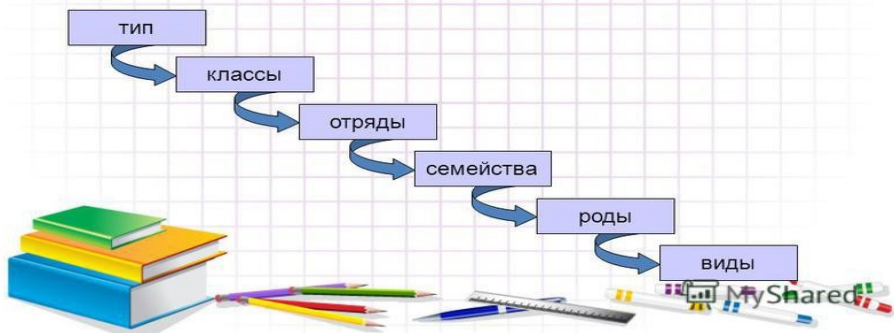 тип
классы
отряды
семейства
роды
виды
MyShared